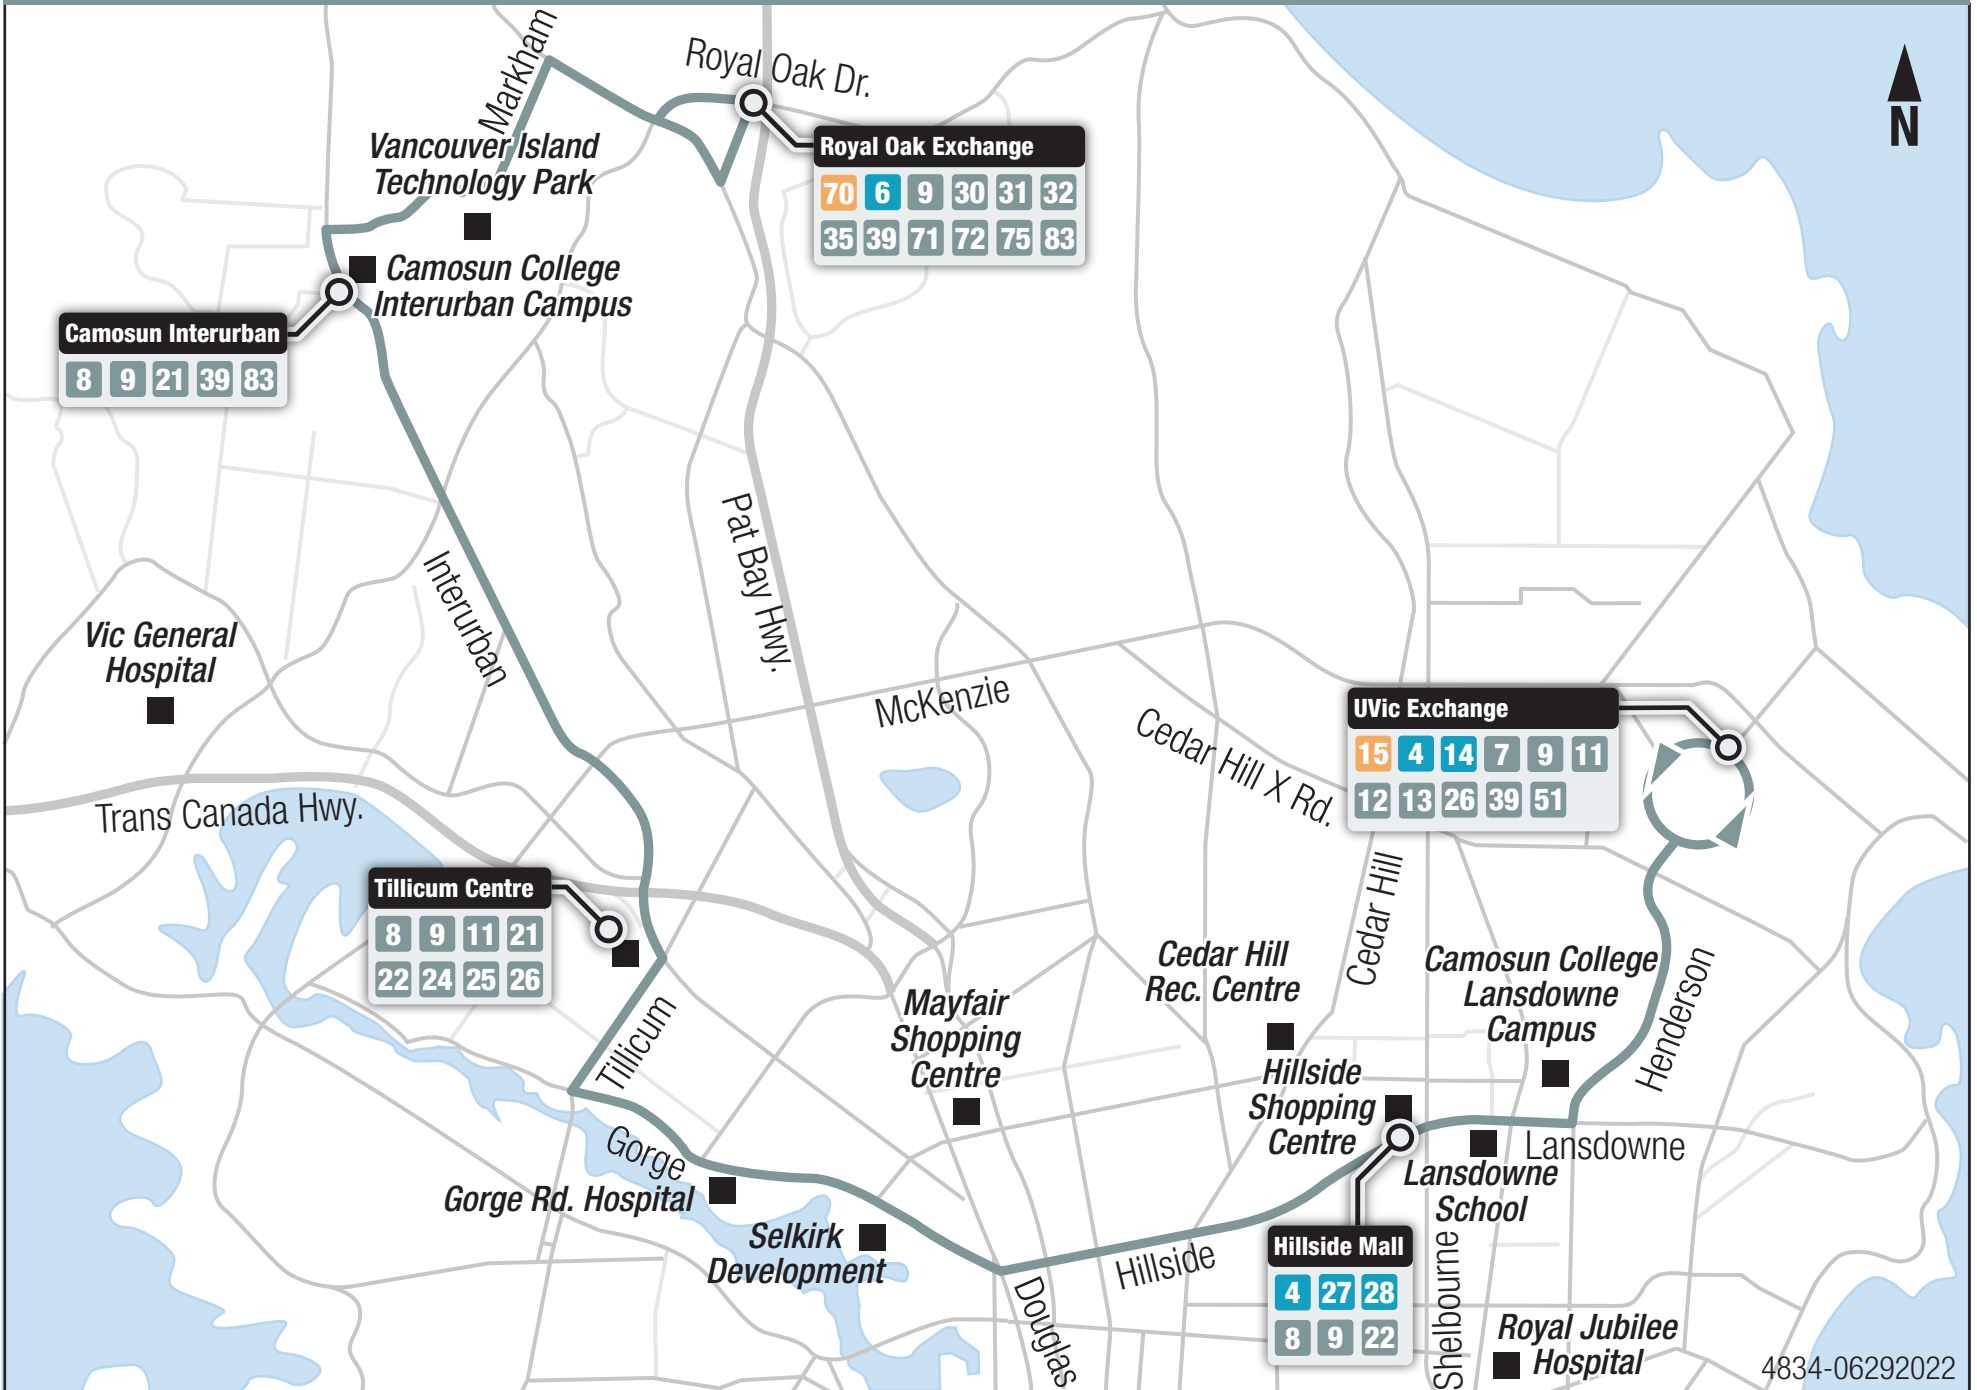 Markham
Royal Oak Dr.
N
Vancouver Island
Technology Park
Royal Oak Exchange
70 6 9 30 31 32
35 39 71 72 75 83
Camosun College
Interurban Campus
Camosun Interurban
8 9 21 39 83
Interurban
Pat Bay Hwy.
Vic General
Hospital
McKenzie
Cedar Hill X Rd.
UVic Exchange
15 4 14 7 9 11
12 13 26 39 51
Trans Canada Hwy.
Tillicum Centre
8 9 11 21
22 24 25 26
Cedar Hill
Cedar Hill
Rec. Centre
Camosun College
Lansdowne
Campus
Henderson
Mayfair
Shopping
Centre
Tillicum
Hillside
Shopping
Centre
Gorge
Lansdowne
Lansdowne
School
Gorge Rd. Hospital
Selkirk
Development
Hillside
Hillside Mall
4 27 28
8 9 22
Douglas
Shelbourne
Royal Jubilee
Hospital
4834-06292022